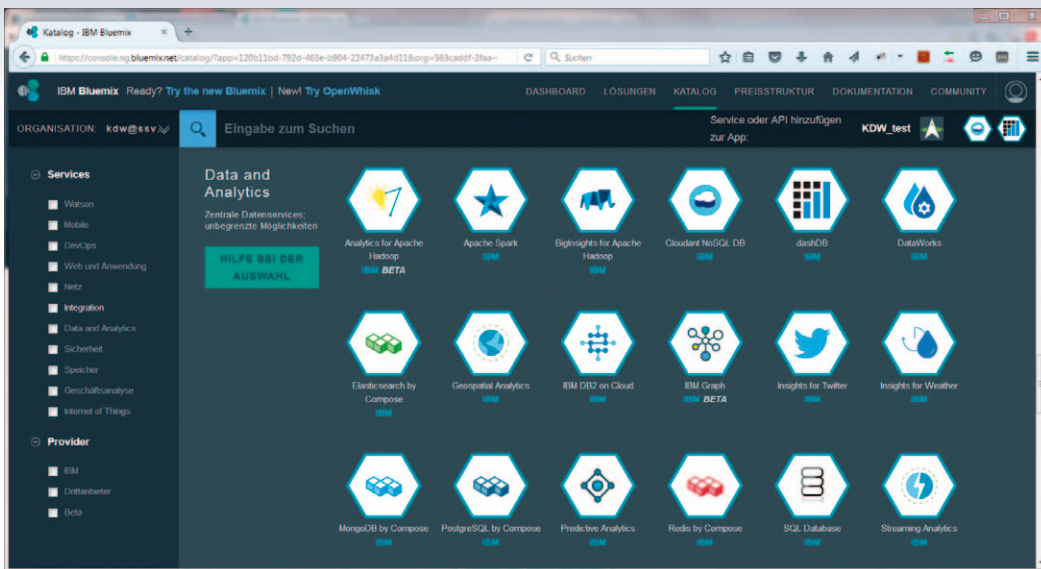 Katalog - IBM Bluemix
https://console.ng.bluemix.net/catalog/?app=120b11bd-792d-463e-b904-22473a3a4d11&org=563caddf-2faa--
Suchen
IBM Bluemix Ready? Try the new Bluemix | New! Try OpenWhisk
DASHBOARD LÖSUNGEN KATALOG PREISSTRUKTUR DOKUMENTATION COMMUNITY
ORGANISATION: kdw@ssv
Eingabe zum Suchen
Service oder API hinzufügen
zur App:
KDW_test
Services
Watson
Mobile
DevOps
Web und Anwendung
Netz
Integration
Data and Analytics
Sicherheit
Speicher
Geschäftsanalyse
Internet of Things
Provider
IBM
Drittanbieter
Beta
Data and
Analytics
Zentrale Datenservices;
unbegrenzte Möglichkeiten
HILFE BEI DER
AUSWAHL
Analytics for Apache
Hadoop
IBM BETA
Apache Spark
IBM
BigInsights for Apache
Hadoop
IBM
Cloudant NoSQL DB
IBM
dashDB
IBM
DataWorks
IBM
Elasticsearch by
Compose
IBM
Geospatial Analytics
IBM
IBM DB2 on Cloud
IBM
IBM Graph
IBM BETA
Insights for Twitter
IBM
Insights for Weather
IBM
MongoDB by Compose
IBM
PostgreSQL by Compose
IBM
Predictive Analytics
IBM
Redis by Compose
IBM
SQL Database
IBM
Streaming Analytics
IBM